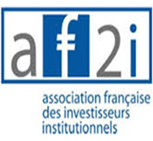 af2i
association française
des investisseurs
institutionnels